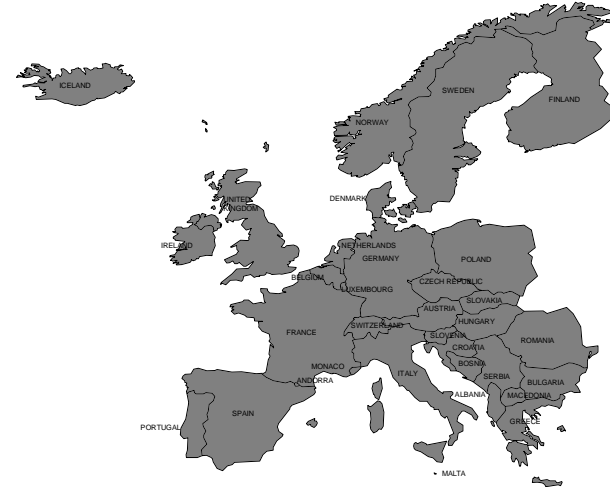 ICELAND
SWEDEN
FINLAND
NORWAY
DENMARK
UNITED
KINGDOM
IRELAND
NETHERLANDS
GERMANY
POLAND
BELGIUM
CZECH REPUBLIC
LUXEMBOURG
SLOVAKIA
AUSTRIA
HUNGARY
SWITZERLAND
FRANCE
SLOVENIA
ROMANIA
CROATIA
MONACO
BOSNIA
ITALY
SERBIA
ANDORRA
BULGARIA
ALBANIA
MACEDONIA
SPAIN
GREECE
PORTUGAL
MALTA